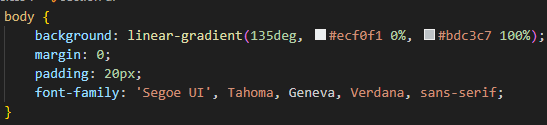 body {
    background: linear-gradient(135deg, #ecf0f1 0%, #bdc3c7 100%);
    margin: 0;
    padding: 20px;
    font-family: 'Segoe UI', Tahoma, Geneva, Verdana, sans-serif;
}